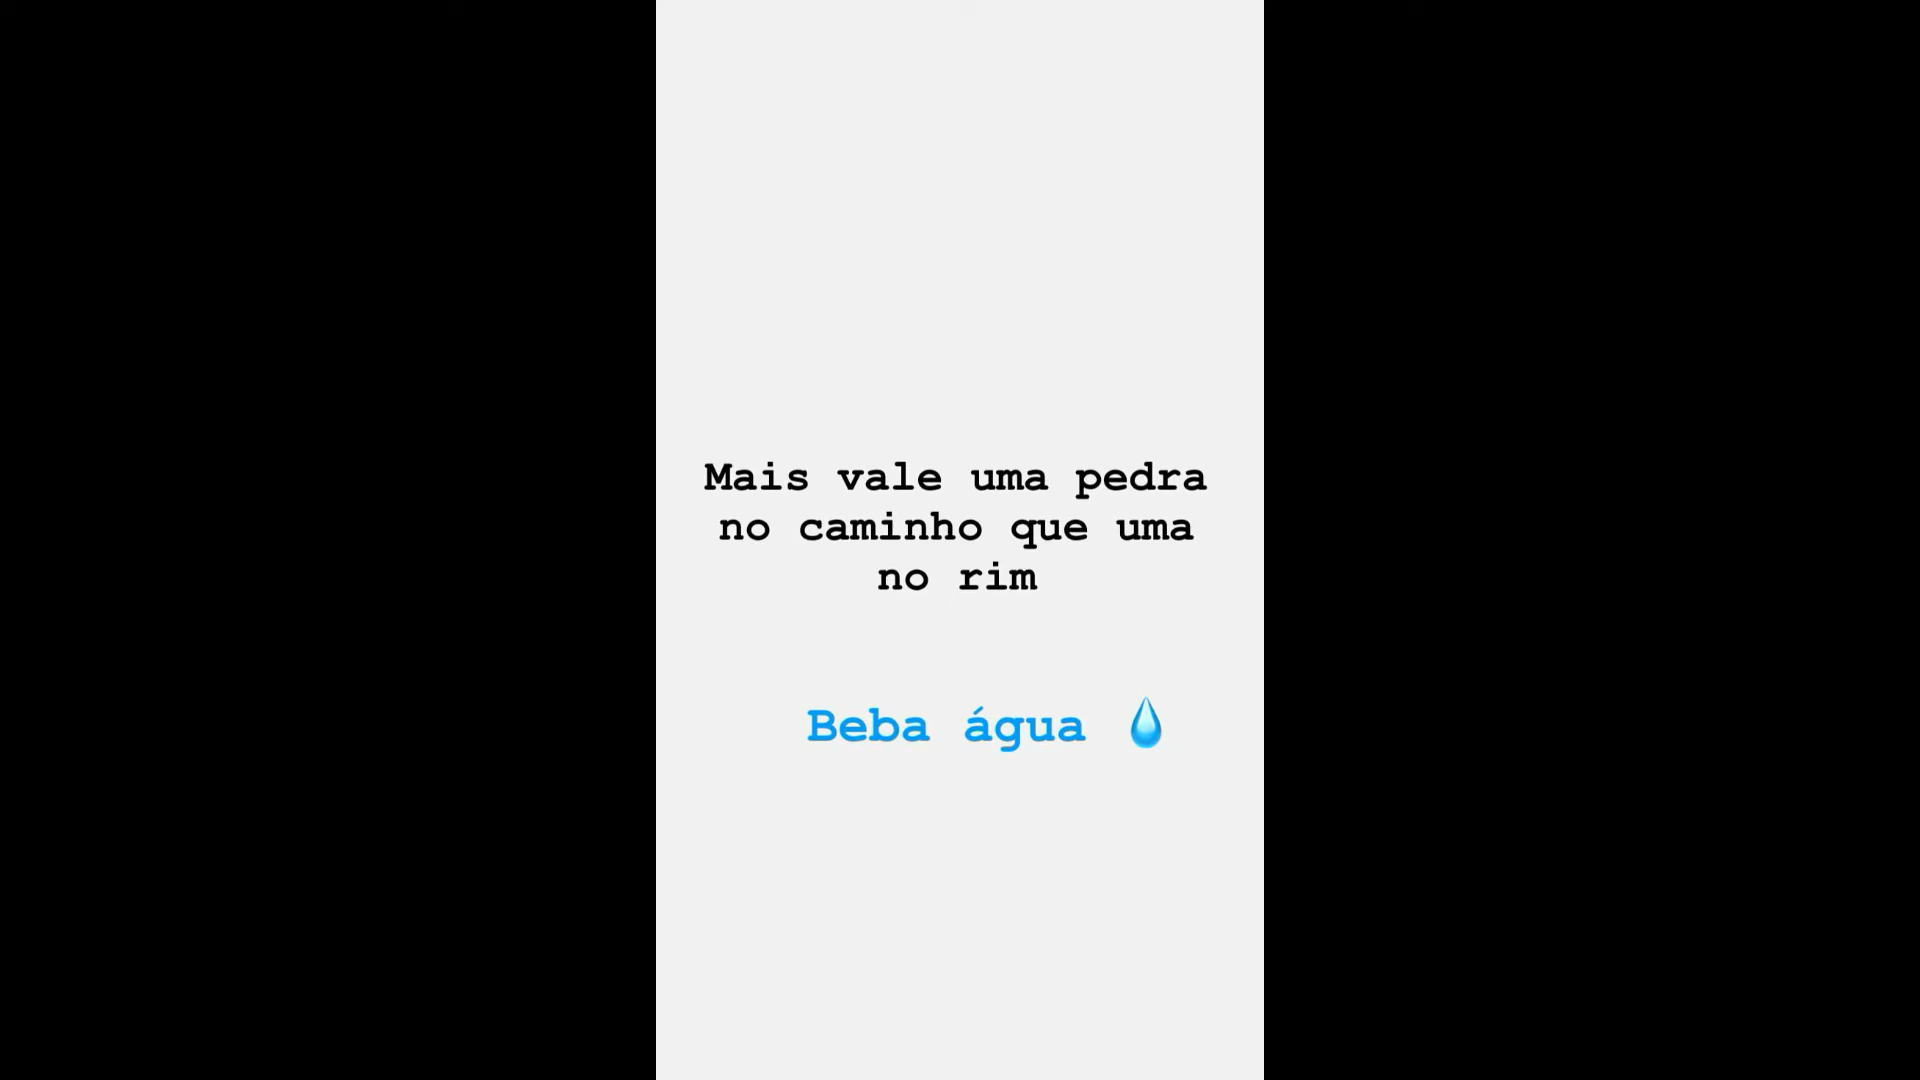 Mais vale uma pedra
no caminho que uma
no rim
Beba água 💧